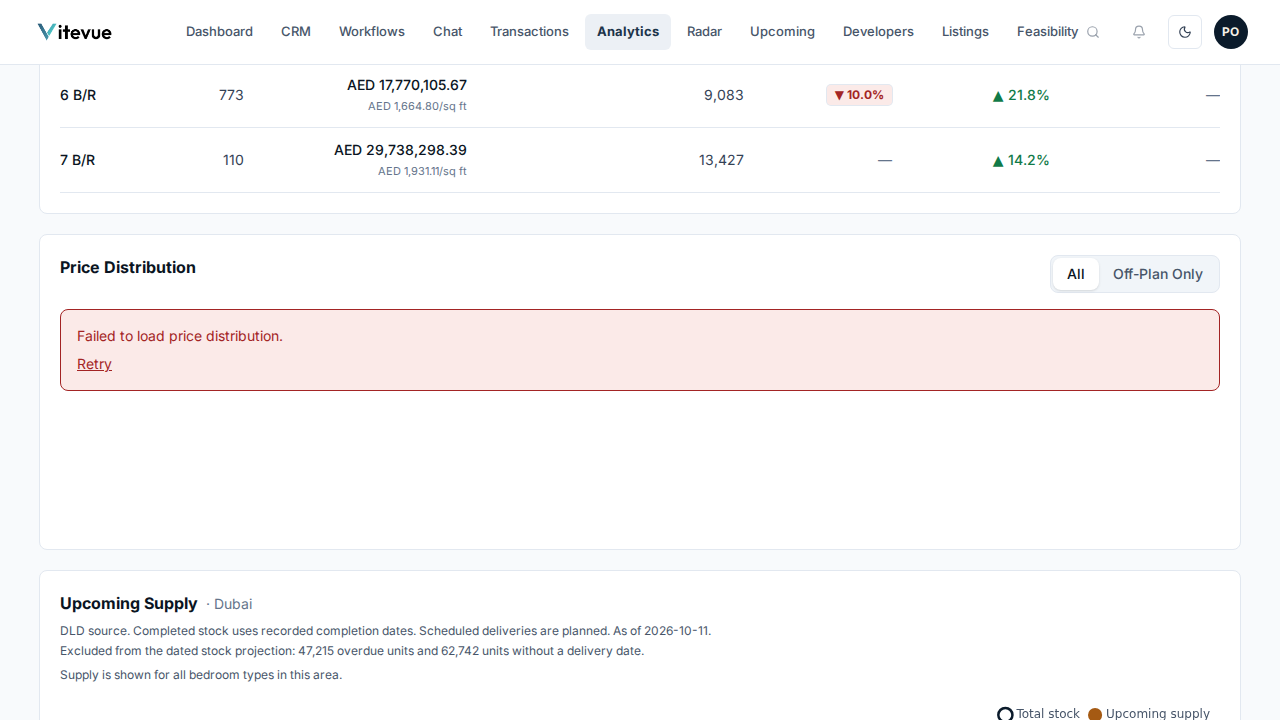 Vitevue Dashboard CRM Workflows Chat Transactions Analytics Radar Upcoming Developers Listings Feasibility PO
6 B/R 773 AED 17,770,105.67 9,083 ▼ 10.0% ▲ 21.8% —
AED 1,664.80/sq ft
7 B/R 110 AED 29,738,298.39 13,427 — ▲ 14.2% —
AED 1,931.11/sq ft
Price Distribution All Off-Plan Only
Failed to load price distribution.
Retry
Upcoming Supply · Dubai
DLD source. Completed stock uses recorded completion dates. Scheduled deliveries are planned. As of 2026-10-11.
Excluded from the dated stock projection: 47,215 overdue units and 62,742 units without a delivery date.
Supply is shown for all bedroom types in this area.
Total stock Upcoming supply